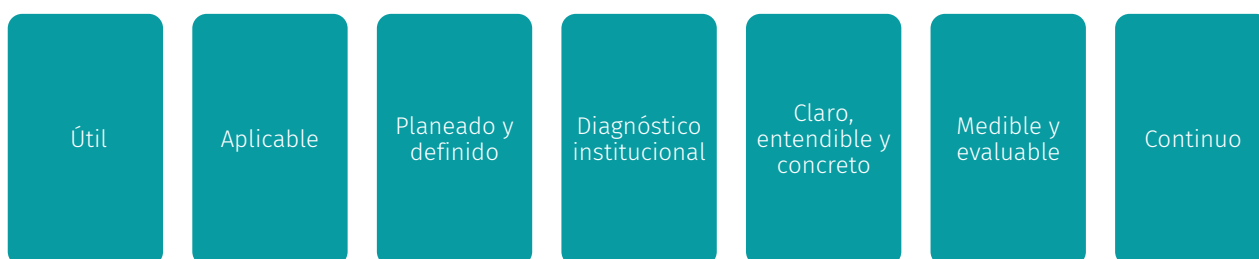 Útil
Aplicable
Planeado y
definido
Diagnóstico
institucional
Claro,
entendible y
concreto
Medible y
evaluable
Continuo